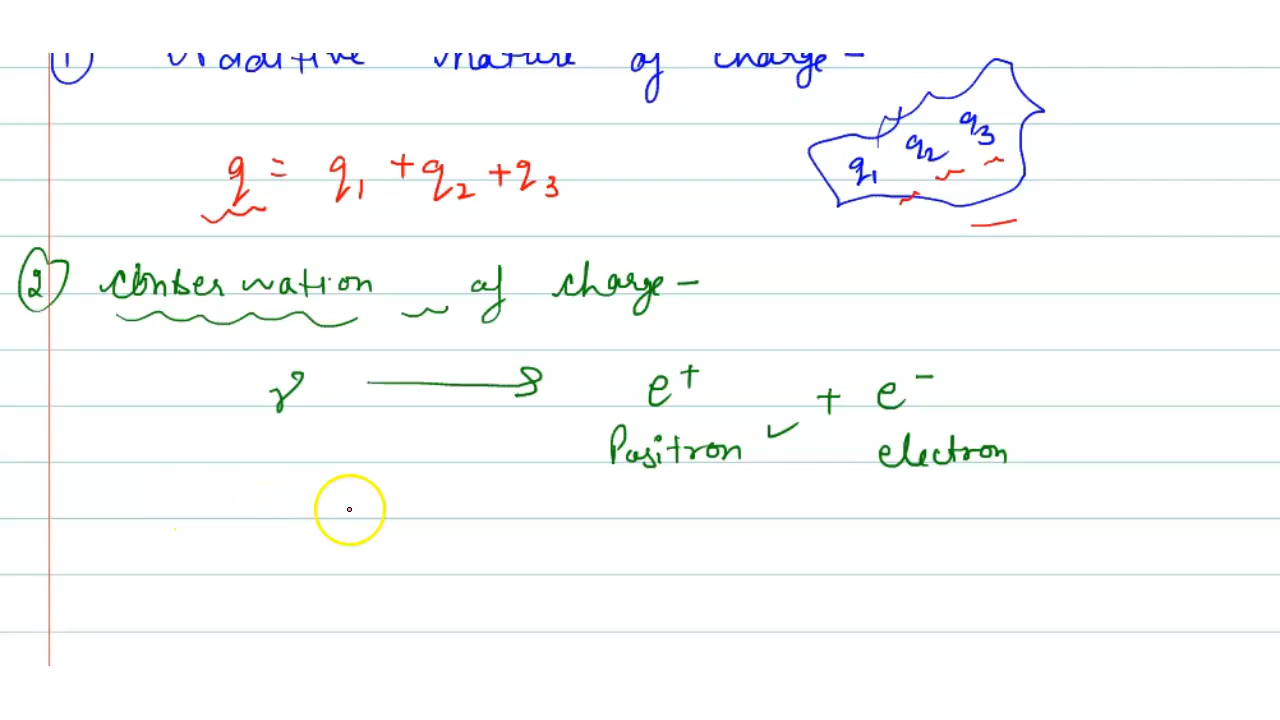 ① Additive nature of charge -
q1 q2 q3
q = q1 + q2 + q3
② Conservation of charge -
γ → e⁺ + e⁻
Positron ✓ electron